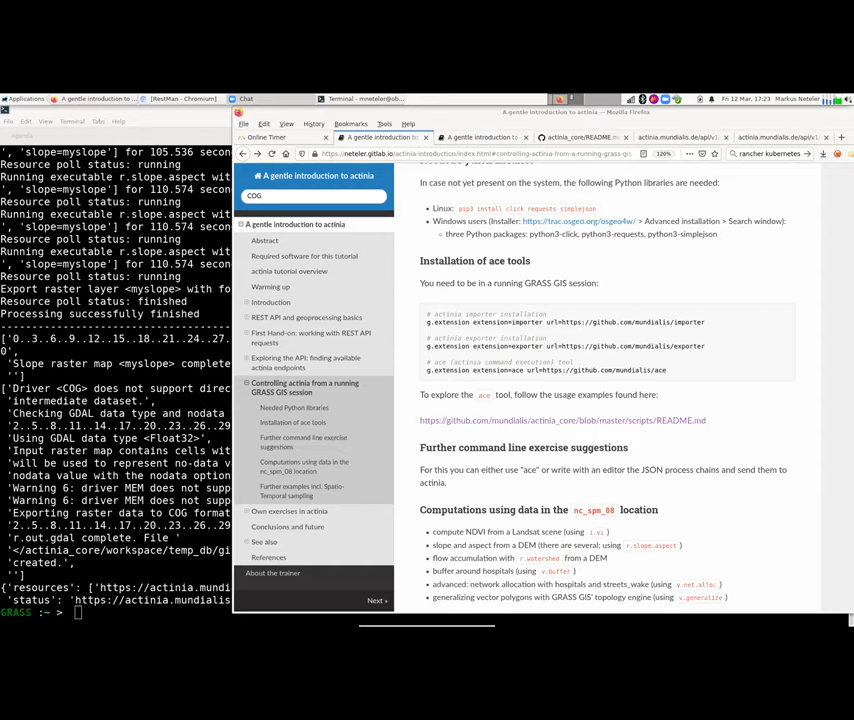 Applications
A gentle introduction to ...
[RestMan - Chromium]
Chat
Terminal - mneteler@ob...
Fri 12 Mar, 17:23 Markus Neteler
A gentle introduction to actinia — Mozilla Firefox
File Edit View Terminal Tabs Help
File Edit View History Bookmarks Tools Help
Online Timer
A gentle introduction to
A gentle introduction to
actinia_core/README.m
actinia.mundialis.de/api/v1
actinia.mundialis.de/api/v1
https://neteler.gitlab.io/actinia-introduction/index.html#controlling-actinia-from-a-running-grass-gis-
120%
rancher kubernetes
', 'slope=myslope'] for 105.536 secon
Resource poll status: running
Running executable r.slope.aspect wit
', 'slope=myslope'] for 110.574 secon
Resource poll status: running
Running executable r.slope.aspect wit
', 'slope=myslope'] for 110.574 secon
Resource poll status: running
Running executable r.slope.aspect wit
', 'slope=myslope'] for 110.574 secon
Resource poll status: running
Export raster layer <myslope> with fo
Resource poll status: finished
Processing successfully finished
['0..3..6..9..12..15..18..21..24..27.
0',
'Slope raster map <myslope> complete
'']
['Driver <COG> does not support direc
'intermediate dataset.',
'Checking GDAL data type and nodata
'2..5..8..11..14..17..20..23..26..29
'Using GDAL data type <Float32>',
'Input raster map contains cells wit
'will be used to represent no-data v
'nodata value with the nodata option
'Warning 6: driver MEM does not supp
'Warning 6: driver MEM does not supp
'Exporting raster data to COG format
'2..5..8..11..14..17..20..23..26..29
'r.out.gdal complete. File '
'</actinia_core/workspace/temp_db/gi
'created.',
'']
{'resources': ['https://actinia.mundi
'status': 'https://actinia.mundialis.
GRASS :~ >
A gentle introduction to actinia
COG
A gentle introduction to actinia
Abstract
Required software for this tutorial
actinia tutorial overview
Warming up
Introduction
REST API and geoprocessing basics
First Hand-on: working with REST API
requests
Exploring the API: finding available
actinia endpoints
Controlling actinia from a running
GRASS GIS session
Needed Python libraries
Installation of ace tools
Further command line exercise
suggestions
Computations using data in the
nc_spm_08 location
Further examples incl. Spatio-
Temporal sampling
Own exercises in actinia
Conclusions and future
See also
References
About the trainer
Next »
In case not yet present on the system, the following Python libraries are needed:
Linux: pip3 install click requests simplejson
Windows users (Installer: https://trac.osgeo.org/osgeo4w/ > Advanced installation > Search window):
three Python packages: python3-click, python3-requests, python3-simplejson
Installation of ace tools
You need to be in a running GRASS GIS session:
# actinia importer installation
g.extension extension=importer url=https://github.com/mundialis/importer
# actinia exporter installation
g.extension extension=exporter url=https://github.com/mundialis/exporter
# ace (actinia command execution) tool
g.extension extension=ace url=https://github.com/mundialis/ace
To explore the ace tool, follow the usage examples found here:
https://github.com/mundialis/actinia_core/blob/master/scripts/README.md
Further command line exercise suggestions
For this you can either use "ace" or write with an editor the JSON process chains and send them to
actinia.
Computations using data in the nc_spm_08 location
compute NDVI from a Landsat scene (using i.vi )
slope and aspect from a DEM (there are several; using r.slope.aspect )
flow accumulation with r.watershed from a DEM
buffer around hospitals (using v.buffer )
advanced: network allocation with hospitals and streets_wake (using v.net.alloc )
generalizing vector polygons with GRASS GIS' topology engine (using v.generalize )